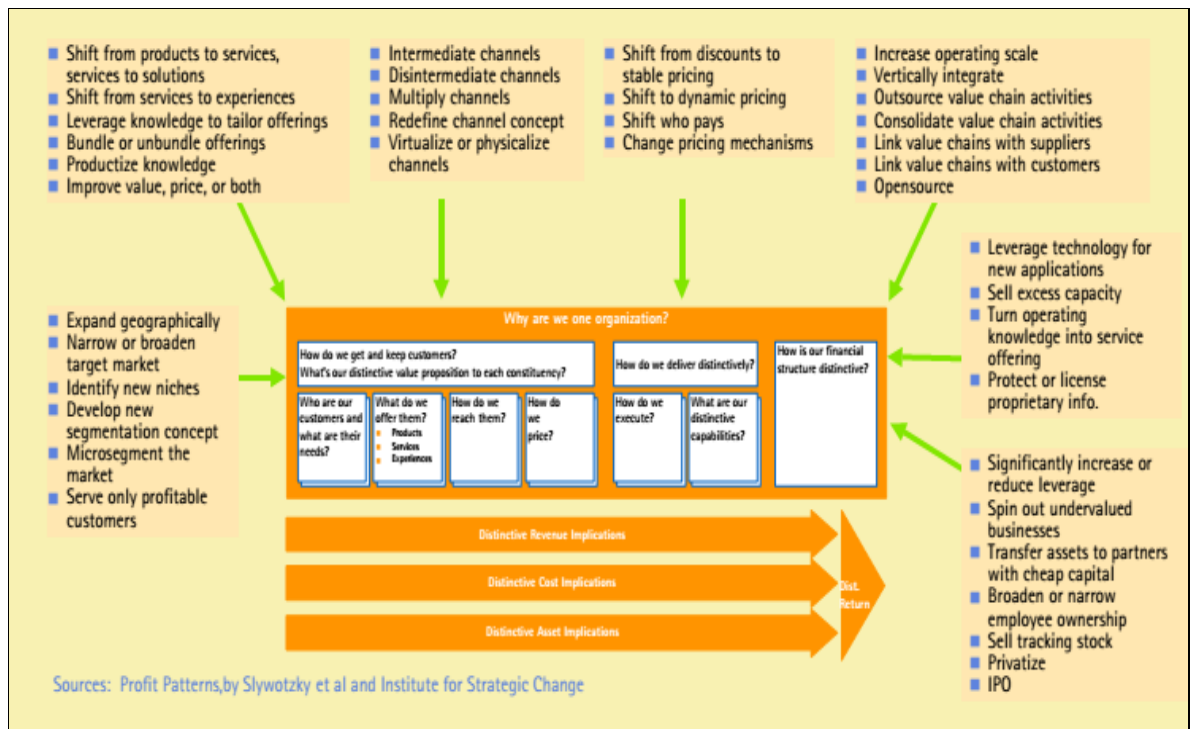 ■ Shift from products to services,
services to solutions
■ Shift from services to experiences
■ Leverage knowledge to tailor offerings
■ Bundle or unbundle offerings
■ Productize knowledge
■ Improve value, price, or both
■ Intermediate channels
■ Disintermediate channels
■ Multiply channels
■ Redefine channel concept
■ Virtualize or physicalize
channels
■ Shift from discounts to
stable pricing
■ Shift to dynamic pricing
■ Shift who pays
■ Change pricing mechanisms
■ Increase operating scale
■ Vertically integrate
■ Outsource value chain activities
■ Consolidate value chain activities
■ Link value chains with suppliers
■ Link value chains with customers
■ Opensource
■ Leverage technology for
new applications
■ Sell excess capacity
■ Turn operating
knowledge into service
offering
■ Protect or license
proprietary info.
■ Expand geographically
■ Narrow or broaden
target market
■ Identify new niches
■ Develop new
segmentation concept
■ Microsegment the
market
■ Serve only profitable
customers
Why are we one organization?
How do we get and keep customers?
What's our distinctive value proposition to each constituency?
How do we deliver distinctively?
How is our financial
structure distinctive?
Who are our
customers and
what are their
needs?
What do we
offer them?
■ Products
■ Services
■ Experiences
How do we
reach them?
How do
we
price?
How do we
execute?
What are our
distinctive
capabilities?
■ Significantly increase or
reduce leverage
■ Spin out undervalued
businesses
■ Transfer assets to partners
with cheap capital
■ Broaden or narrow
employee ownership
■ Sell tracking stock
■ Privatize
■ IPO
Distinctive Revenue Implications
Distinctive Cost Implications
Distinctive Asset Implications
Dist.
Return
Sources: Profit Patterns,by Slywotzky et al and Institute for Strategic Change